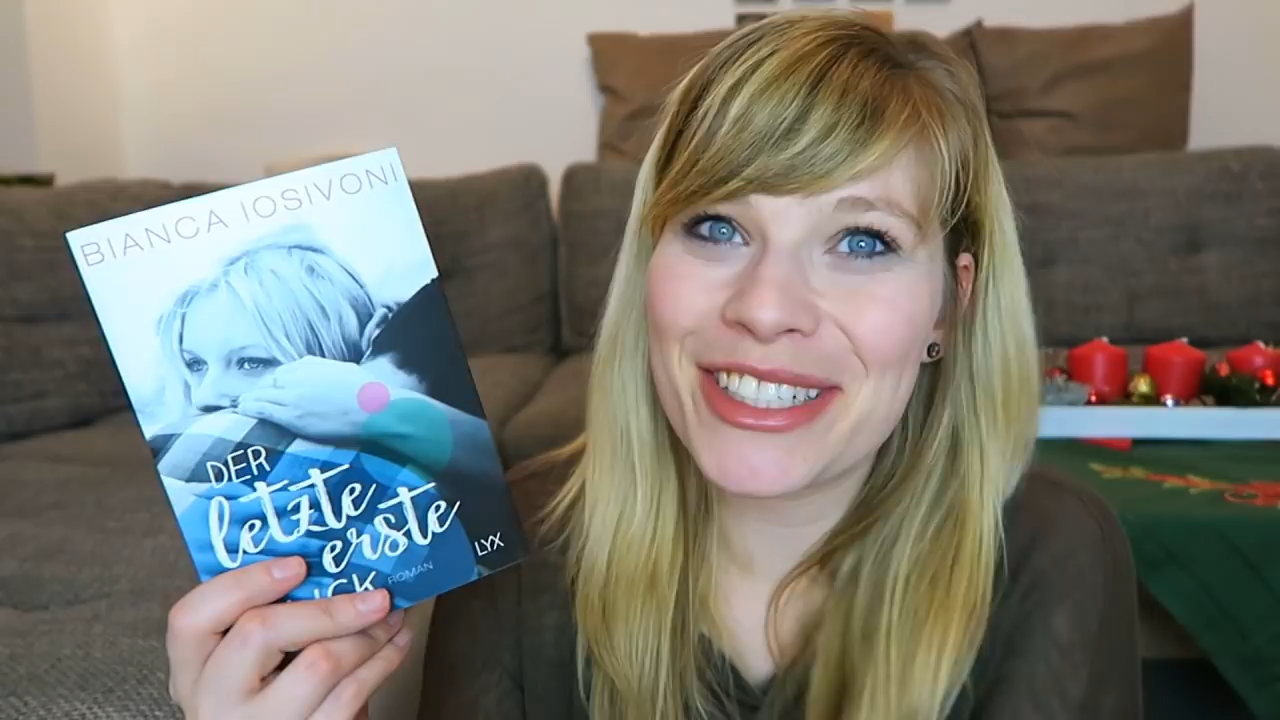 BIANCA IOSIVONI
DER
letzte
erste
ROMAN
LYX